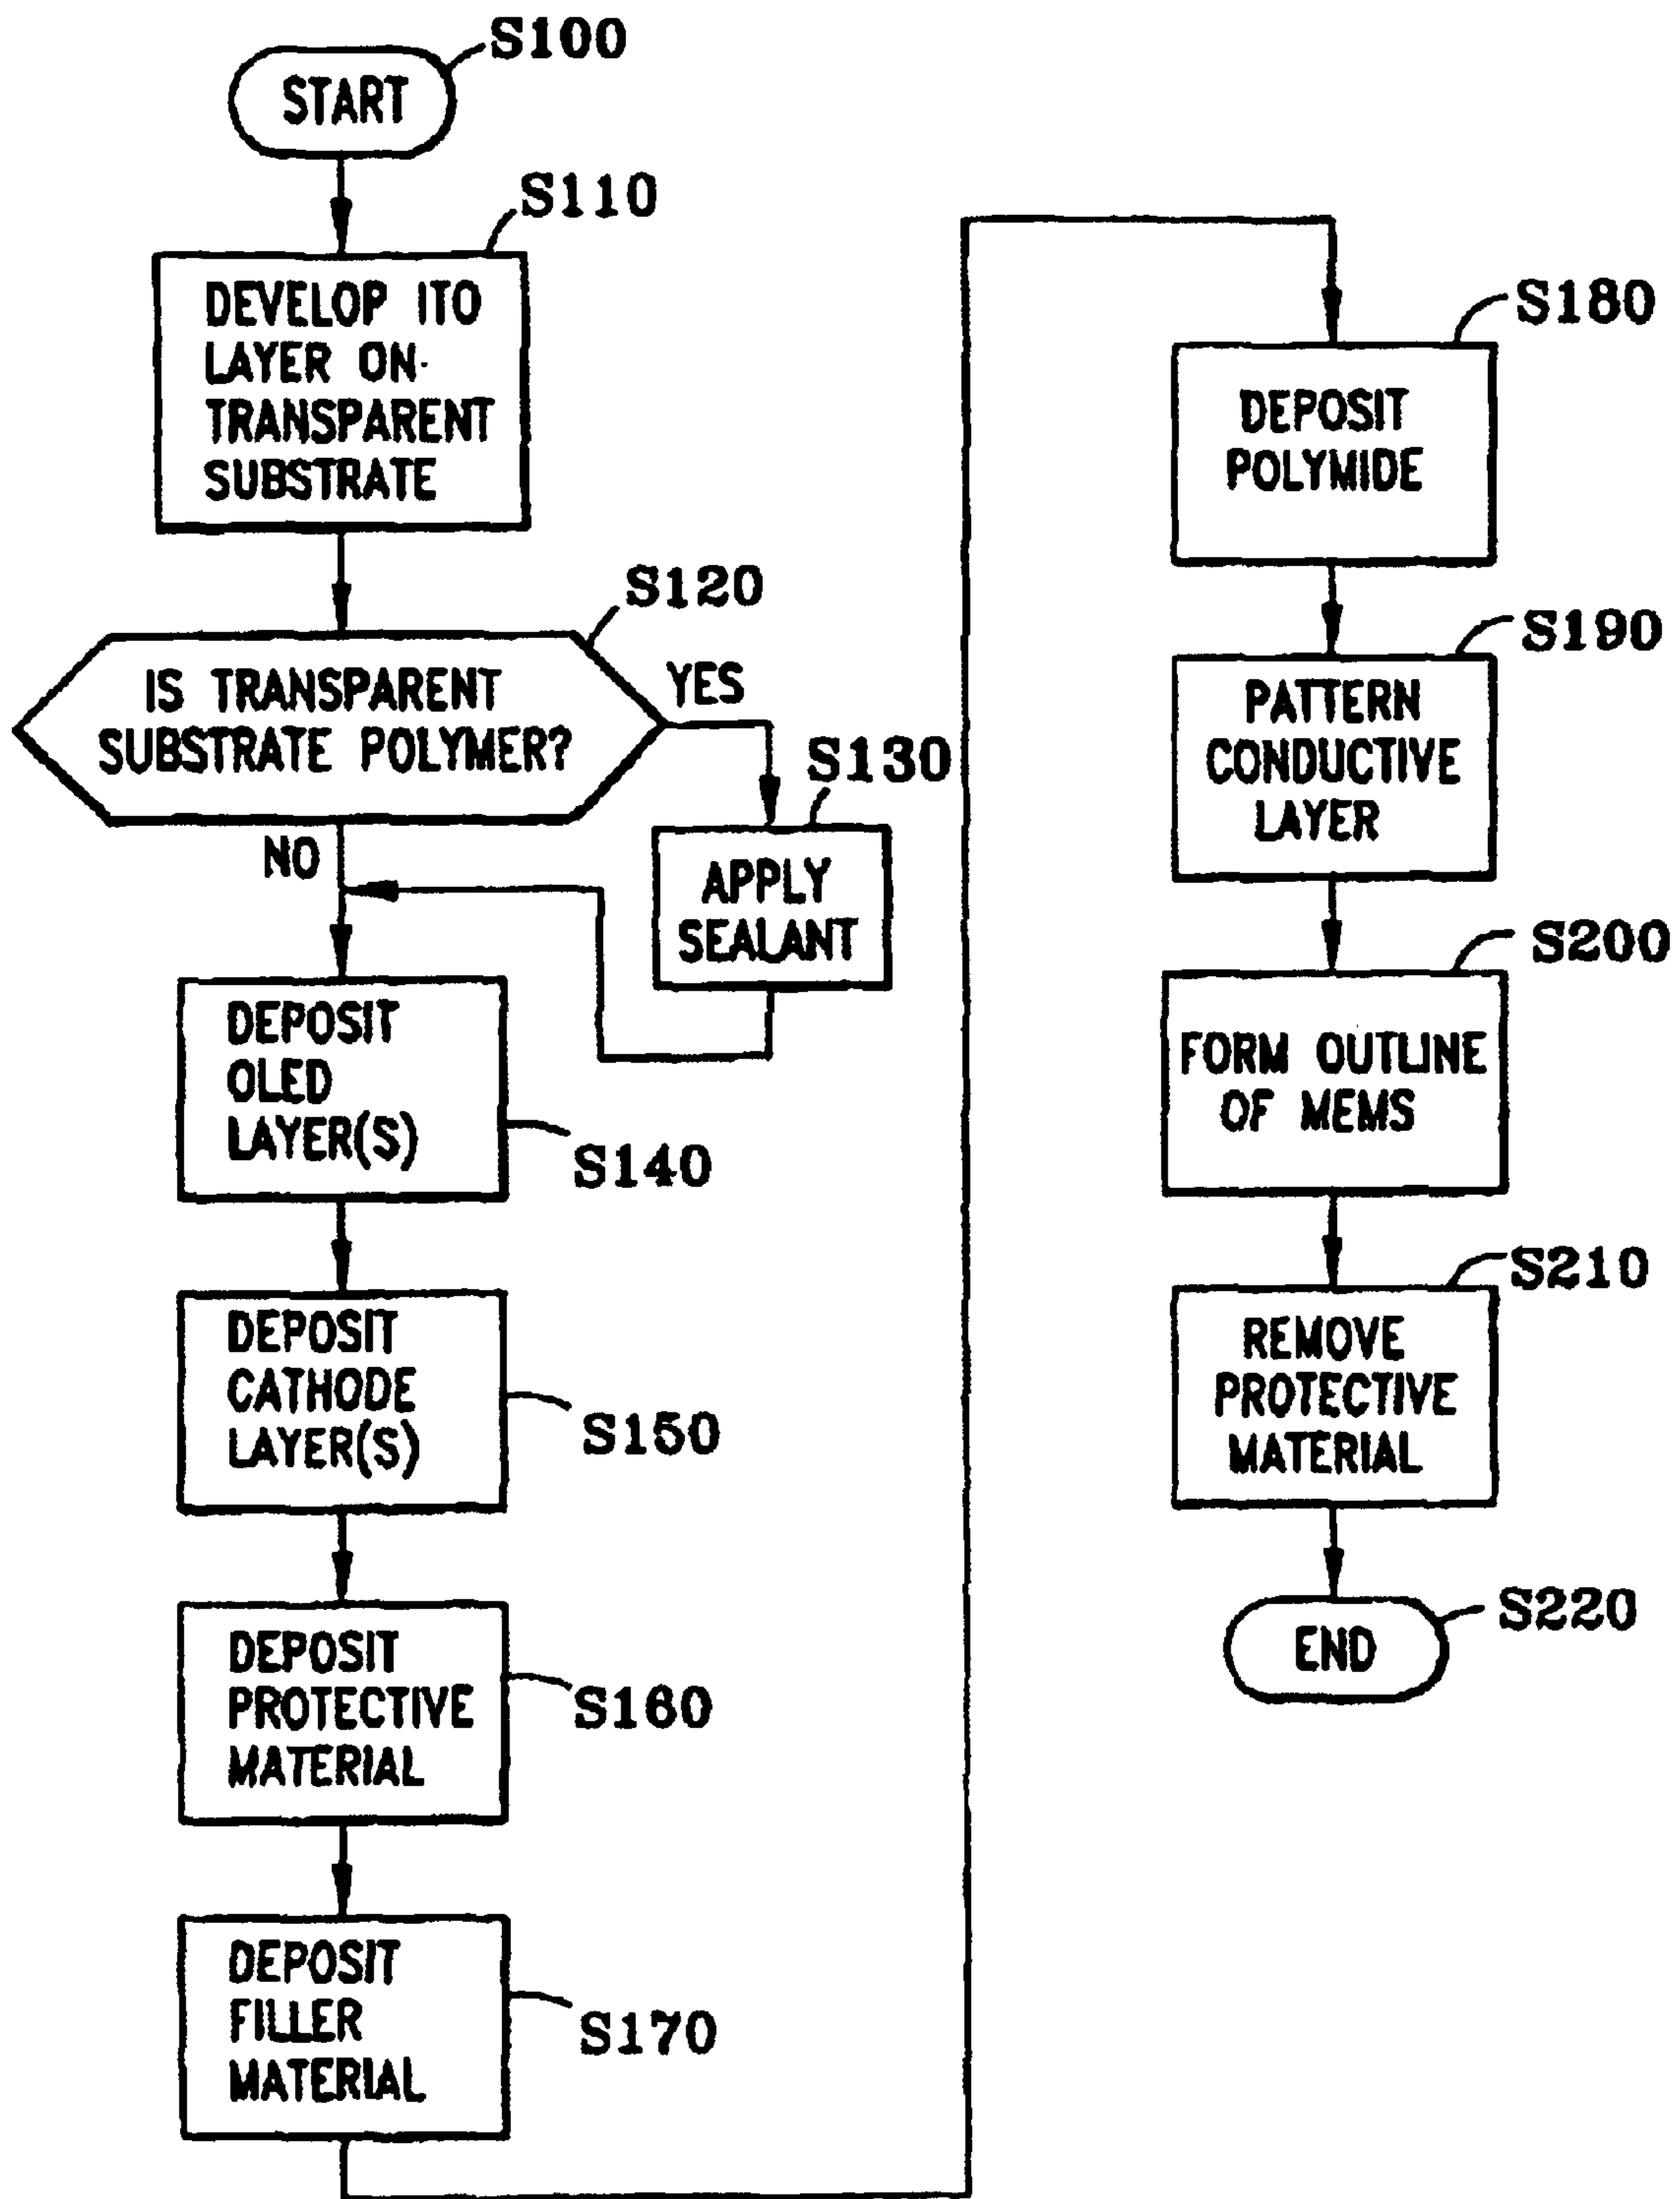 S100
START
S110
DEVELOP ITO
LAYER ON
TRANSPARENT
SUBSTRATE
S120
IS TRANSPARENT
SUBSTRATE POLYMER?
YES
NO
S130
APPLY
SEALANT
DEPOSIT
OLED
LAYER(S)
S140
DEPOSIT
CATHODE
LAYER(S)
S150
DEPOSIT
PROTECTIVE
MATERIAL
S160
DEPOSIT
FILLER
MATERIAL
S170
S180
DEPOSIT
POLYMIDE
S190
PATTERN
CONDUCTIVE
LAYER
S200
FORM OUTLINE
OF MEMS
S210
REMOVE
PROTECTIVE
MATERIAL
S220
END